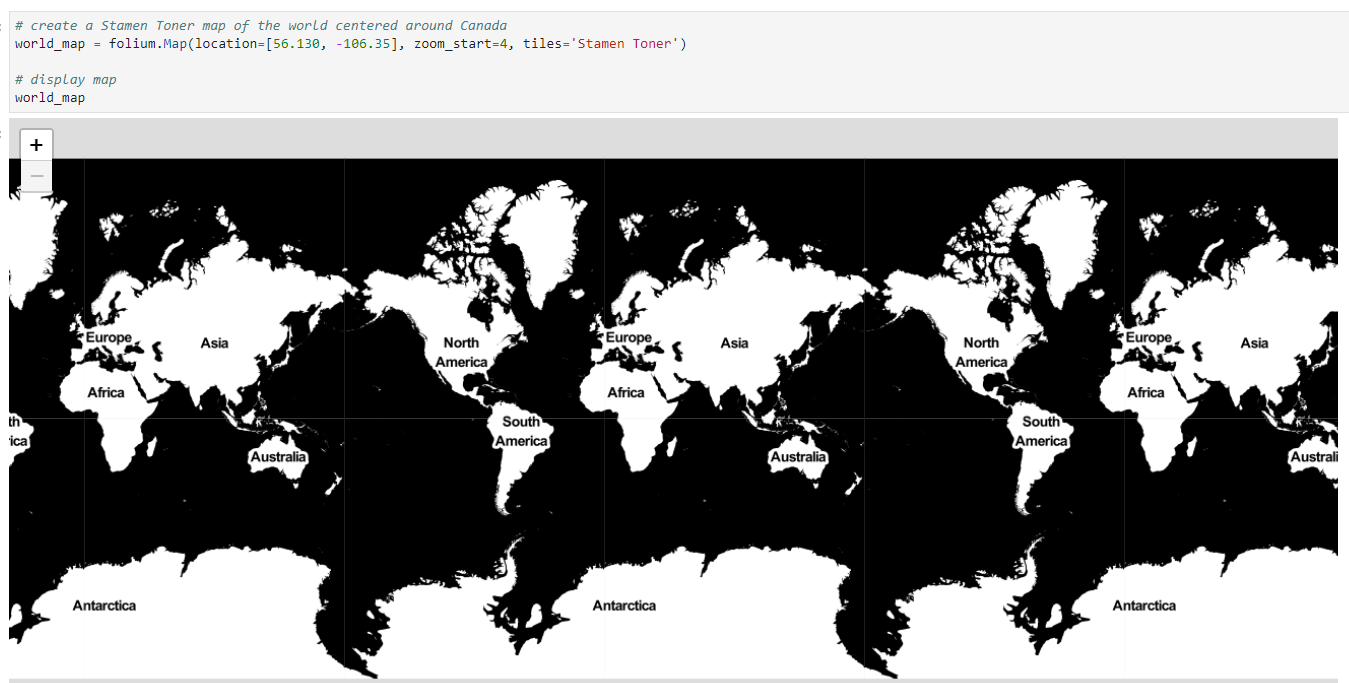 # create a Stamen Toner map of the world centered around Canada
world_map = folium.Map(location=[56.130, -106.35], zoom_start=4, tiles='Stamen Toner')
# display map
world_map
+
−
Europe
Asia
North
America
Europe
Asia
North
America
Europe
Asia
Africa
Africa
Africa
th
ica
South
America
South
America
Australia
Australia
Australi
Antarctica
Antarctica
Antarctica